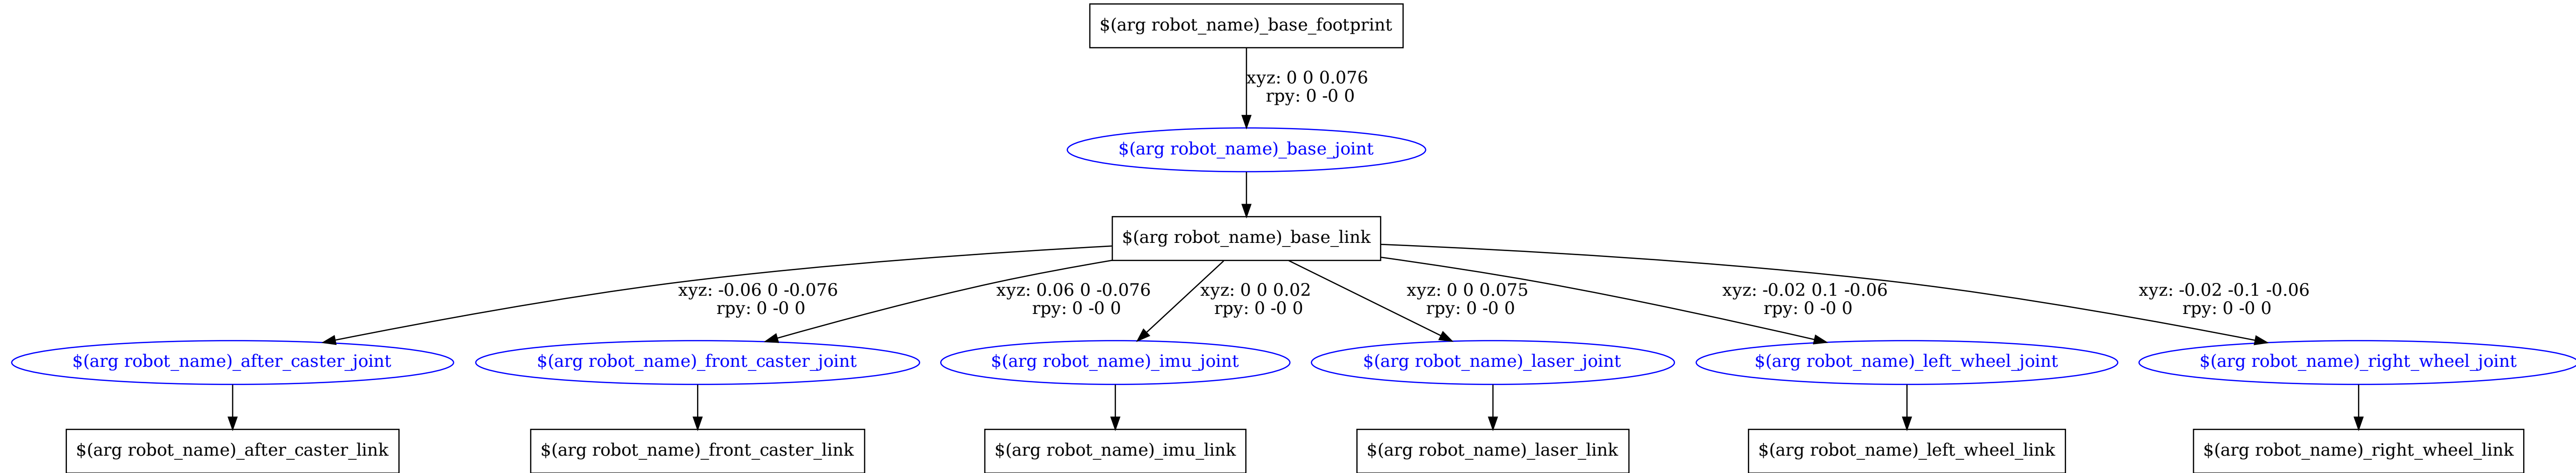 $(arg robot_name)_base_footprint
xyz: 0 0 0.076
rpy: 0 -0 0
$(arg robot_name)_base_joint
$(arg robot_name)_base_link
xyz: -0.06 0 -0.076
rpy: 0 -0 0
xyz: 0.06 0 -0.076
rpy: 0 -0 0
xyz: 0 0 0.02
rpy: 0 -0 0
xyz: 0 0 0.075
rpy: 0 -0 0
xyz: -0.02 0.1 -0.06
rpy: 0 -0 0
xyz: -0.02 -0.1 -0.06
rpy: 0 -0 0
$(arg robot_name)_after_caster_joint
$(arg robot_name)_front_caster_joint
$(arg robot_name)_imu_joint
$(arg robot_name)_laser_joint
$(arg robot_name)_left_wheel_joint
$(arg robot_name)_right_wheel_joint
$(arg robot_name)_after_caster_link
$(arg robot_name)_front_caster_link
$(arg robot_name)_imu_link
$(arg robot_name)_laser_link
$(arg robot_name)_left_wheel_link
$(arg robot_name)_right_wheel_link